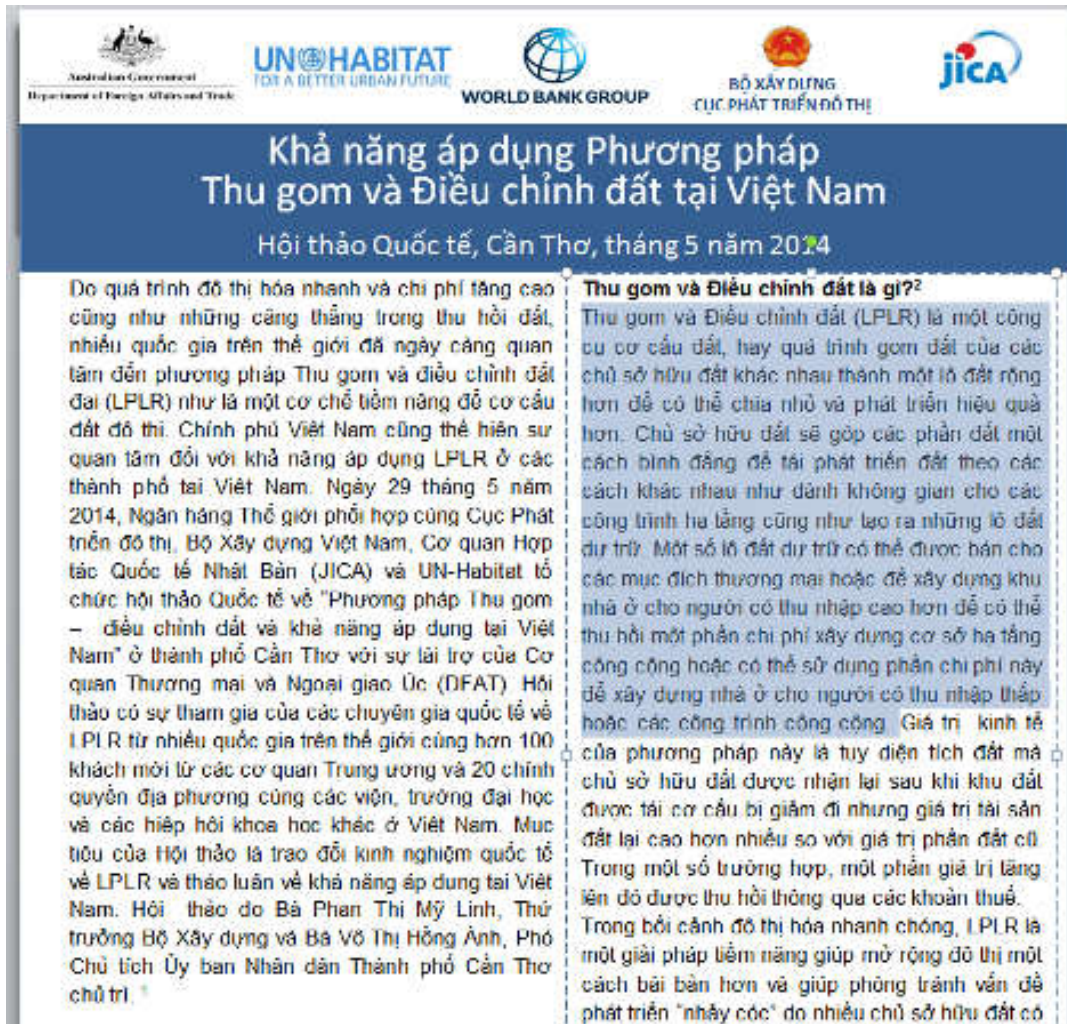 Australian Government
Department of Foreign Affairs and Trade
UN HABITAT
FOR A BETTER URBAN FUTURE
WORLD BANK GROUP
BỘ XÂY DỰNG
CỤC PHÁT TRIỂN ĐÔ THỊ
jICA
Khả năng áp dụng Phương pháp
Thu gom và Điều chỉnh đất tại Việt Nam
Hội thảo Quốc tế, Cần Thơ, tháng 5 năm 2014
Do quá trình đô thị hóa nhanh và chi phí tăng cao
cũng như những căng thẳng trong thu hồi đất,
nhiều quốc gia trên thế giới đã ngày càng quan
tâm đến phương pháp Thu gom và điều chỉnh đất
đai (LPLR) như là một cơ chế tiềm năng để cơ cấu
đất đô thị. Chính phủ Việt Nam cũng thể hiện sự
quan tâm đối với khả năng áp dụng LPLR ở các
thành phố tại Việt Nam. Ngày 29 tháng 5 năm
2014, Ngân hàng Thế giới phối hợp cùng Cục Phát
triển đô thị, Bộ Xây dựng Việt Nam, Cơ quan Hợp
tác Quốc tế Nhật Bản (JICA) và UN-Habitat tổ
chức hội thảo Quốc tế về "Phương pháp Thu gom
– điều chỉnh đất và khả năng áp dụng tại Việt
Nam" ở thành phố Cần Thơ với sự tài trợ của Cơ
quan Thương mại và Ngoại giao Úc (DFAT). Hội
thảo có sự tham gia của các chuyên gia quốc tế về
LPLR từ nhiều quốc gia trên thế giới cùng hơn 100
khách mời từ các cơ quan Trung ương và 20 chính
quyền địa phương cùng các viện, trường đại học
và các hiệp hội khoa học khác ở Việt Nam. Mục
tiêu của Hội thảo là trao đổi kinh nghiệm quốc tế
về LPLR và thảo luận về khả năng áp dụng tại Việt
Nam. Hội thảo do Bà Phan Thị Mỹ Linh, Thứ
trưởng Bộ Xây dựng và Bà Võ Thị Hồng Ánh, Phó
Chủ tịch Ủy ban Nhân dân Thành phố Cần Thơ
chủ trì. 1
Thu gom và Điều chỉnh đất là gì?2
Thu gom và Điều chỉnh đất (LPLR) là một công
cụ cơ cấu đất, hay quá trình gom đất của các
chủ sở hữu đất khác nhau thành một lô đất rộng
hơn để có thể chia nhỏ và phát triển hiệu quả
hơn. Chủ sở hữu đất sẽ góp các phần đất một
cách bình đẳng để tái phát triển đất theo các
cách khác nhau như dành không gian cho các
công trình hạ tầng cũng như tạo ra những lô đất
dự trữ. Một số lô đất dự trữ có thể được bán cho
các mục đích thương mại hoặc để xây dựng khu
nhà ở cho người có thu nhập cao hơn để có thể
thu hồi một phần chi phí xây dựng cơ sở hạ tầng
công cộng hoặc có thể sử dụng phần chi phí này
để xây dựng nhà ở cho người có thu nhập thấp
hoặc các công trình công cộng. Giá trị kinh tế
của phương pháp này là tuy diện tích đất mà
chủ sở hữu đất được nhận lại sau khi khu đất
được tái cơ cấu bị giảm đi nhưng giá trị tài sản
đất lại cao hơn nhiều so với giá trị phần đất cũ.
Trong một số trường hợp, một phần giá trị tăng
lên đó được thu hồi thông qua các khoản thuế.
Trong bối cảnh đô thị hóa nhanh chóng, LPLR là
một giải pháp tiềm năng giúp mở rộng đô thị một
cách bài bản hơn và giúp phòng tránh vấn đề
phát triển "nhảy cóc" do nhiều chủ sở hữu đất có